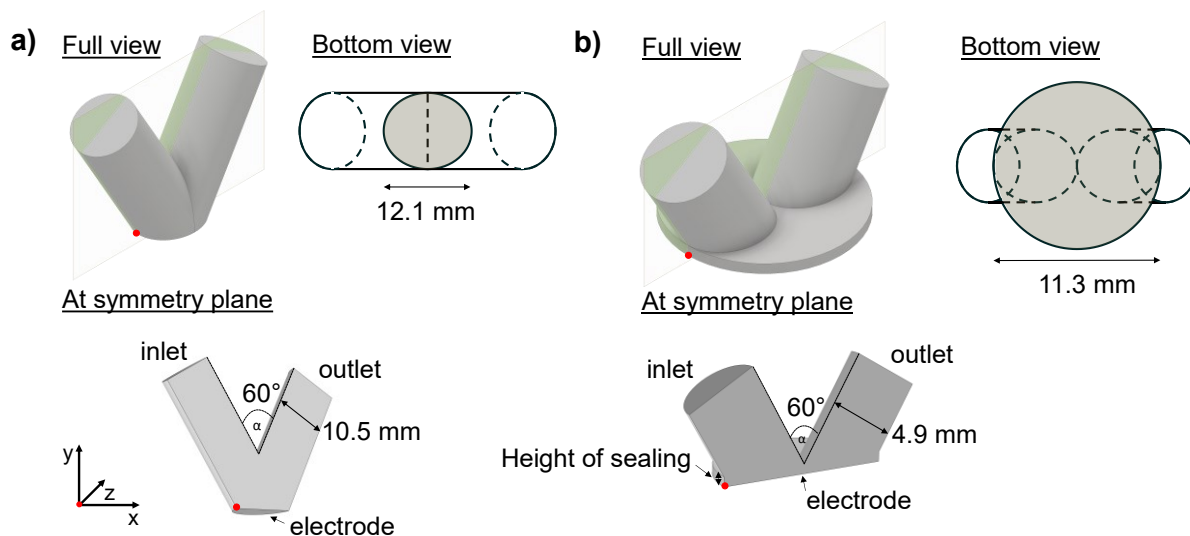 a)
Full view
Bottom view
12.1 mm
At symmetry plane
inlet
outlet
60°
α
10.5 mm
y
z
x
electrode
b)
Full view
Bottom view
11.3 mm
At symmetry plane
inlet
outlet
60°
α
4.9 mm
Height of sealing
electrode